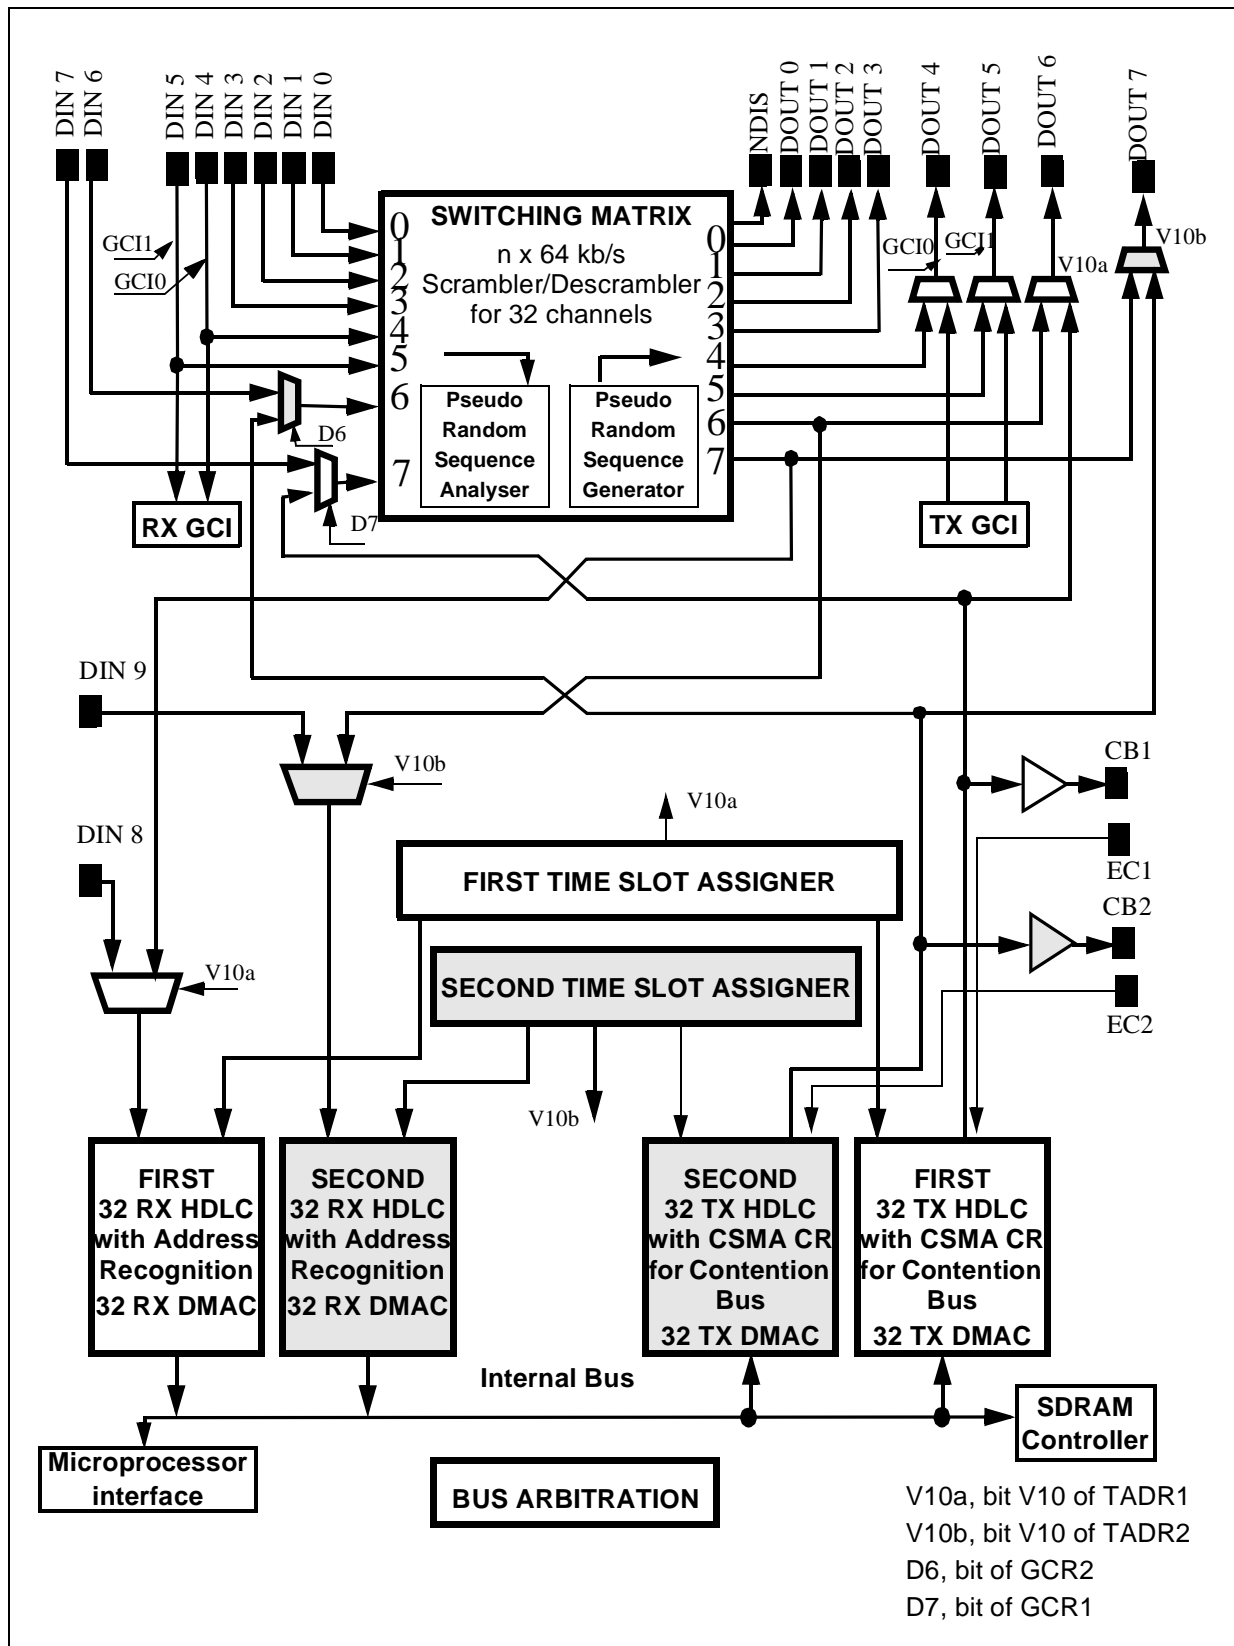 DIN 7
DIN 6
DIN 5
DIN 4
DIN 3
DIN 2
DIN 1
DIN 0
NDIS
DOUT 0
DOUT 1
DOUT 2
DOUT 3
DOUT 4
DOUT 5
DOUT 6
DOUT 7
SWITCHING MATRIX
n x 64 kb/s
Scrambler/Descrambler
for 32 channels
0
1
2
3
4
5
6
7
0
1
2
3
4
5
6
7
GCI1
GCI0
GCI0
GCI1
V10a
V10b
D6
D7
Pseudo
Random
Sequence
Analyser
Pseudo
Random
Sequence
Generator
RX GCI
TX GCI
DIN 9
V10b
CB1
V10a
DIN 8
EC1
FIRST TIME SLOT ASSIGNER
CB2
V10a
SECOND TIME SLOT ASSIGNER
EC2
V10b
FIRST
32 RX HDLC
with Address
Recognition
32 RX DMAC
SECOND
32 RX HDLC
with Address
Recognition
32 RX DMAC
SECOND
32 TX HDLC
with CSMA CR
for Contention
Bus
32 TX DMAC
FIRST
32 TX HDLC
with CSMA CR
for Contention
Bus
32 TX DMAC
Internal Bus
SDRAM
Controller
Microprocessor
interface
BUS ARBITRATION
V10a, bit V10 of TADR1
V10b, bit V10 of TADR2
D6, bit of GCR2
D7, bit of GCR1